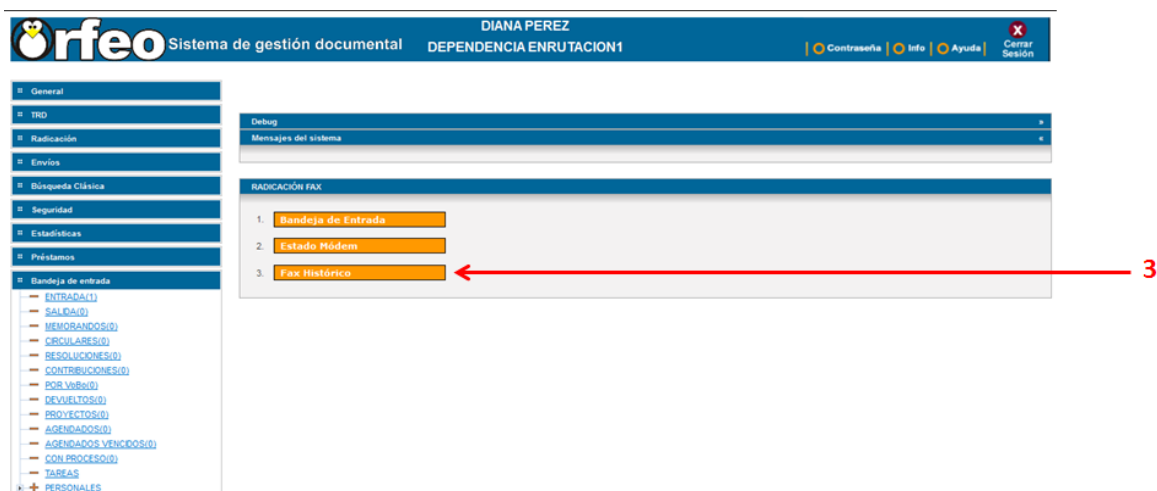 Orfeo Sistema de gestión documental
DIANA PEREZ
DEPENDENCIA ENRUTACION1
| Contraseña | Info | Ayuda |
Cerrar
Sesión
General
TRD
Radicación
Envíos
Búsqueda Clásica
Seguridad
Estadísticas
Préstamos
Bandeja de entrada
ENTRADA(1)
SALIDA(0)
MEMORANDOS(0)
CIRCULARES(0)
RESOLUCIONES(0)
CONTRIBUCIONES(0)
POR VoBo(0)
DEVUELTOS(0)
PROYECTOS(0)
AGENDADOS(0)
AGENDADOS VENCIDOS(0)
CON PROCESO(0)
TAREAS
PERSONALES
Debug »
Mensajes del sistema «
RADICACIÓN FAX
1. Bandeja de Entrada
2. Estado Módem
3. Fax Histórico
3